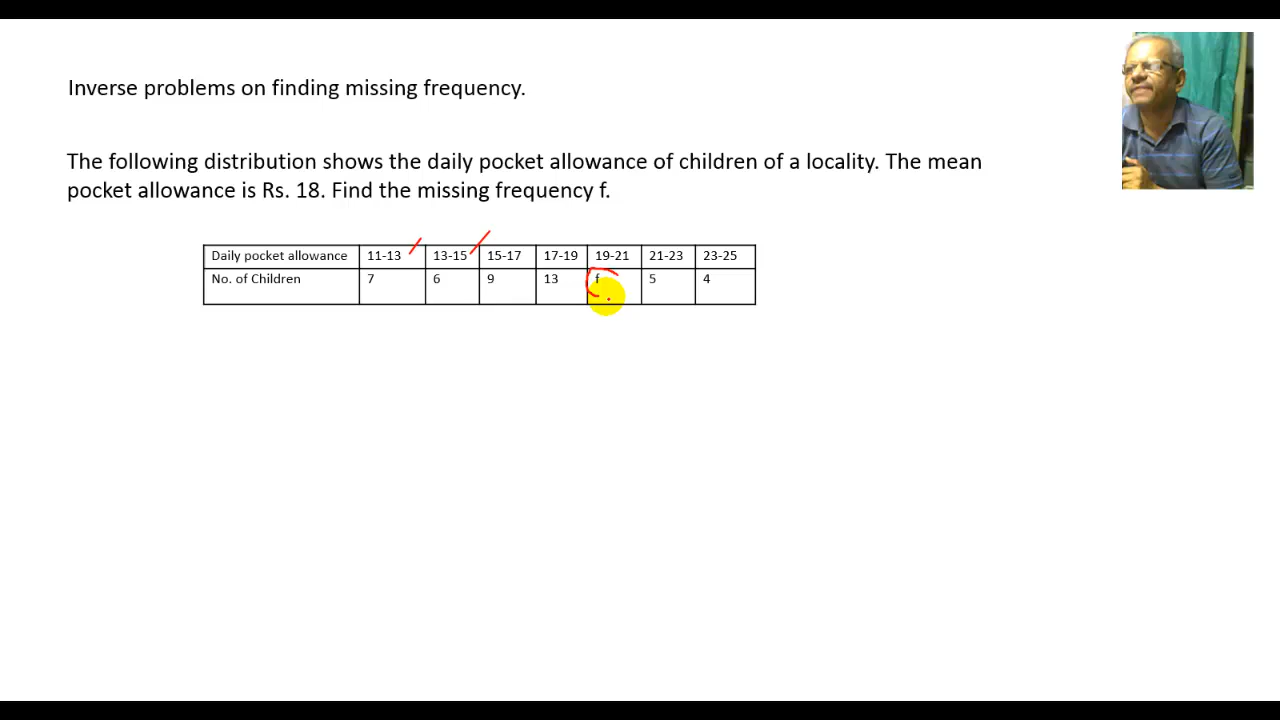 Inverse problems on finding missing frequency.
The following distribution shows the daily pocket allowance of children of a locality. The mean
pocket allowance is Rs. 18. Find the missing frequency f.
Daily pocket allowance 11-13 13-15 15-17 17-19 19-21 21-23 23-25
No. of Children 7 6 9 13 f 5 4